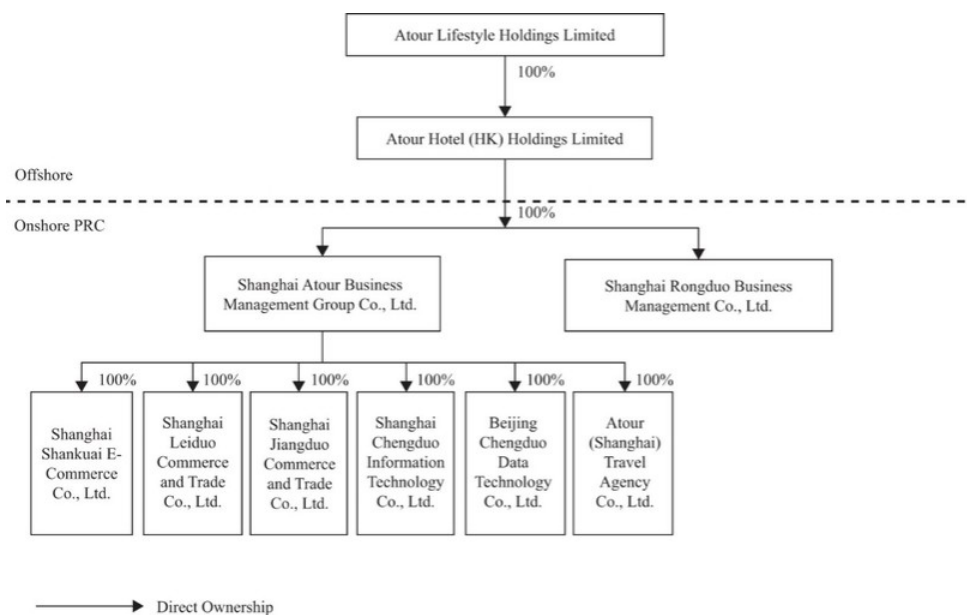 Atour Lifestyle Holdings Limited
100%
Atour Hotel (HK) Holdings Limited
Offshore
100%
Onshore PRC
Shanghai Atour Business
Management Group Co., Ltd.
Shanghai Rongduo Business
Management Co., Ltd.
100%
100%
100%
100%
100%
100%
Shanghai
Shankuai E-
Commerce
Co., Ltd.
Shanghai
Leiduo
Commerce
and Trade
Co., Ltd.
Shanghai
Jiangduo
Commerce
and Trade
Co., Ltd.
Shanghai
Chengduo
Information
Technology
Co., Ltd.
Beijing
Chengduo
Data
Technology
Co., Ltd.
Atour
(Shanghai)
Travel
Agency
Co., Ltd.
Direct Ownership